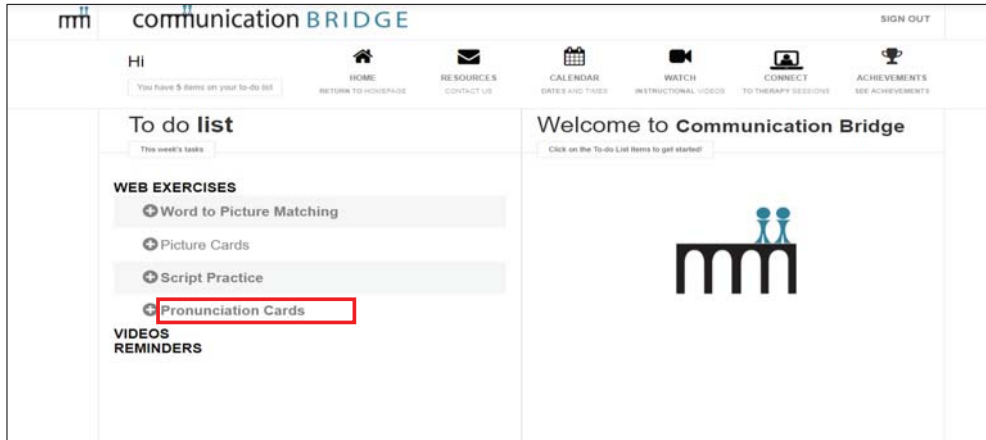 communication BRIDGE
SIGN OUT
Hi
You have 5 items on your to-do list
HOME
RETURN TO HOMEPAGE
RESOURCES
CONTACT US
CALENDAR
DATES AND TIMES
WATCH
INSTRUCTIONAL VIDEOS
CONNECT
TO THERAPY SESSIONS
ACHIEVEMENTS
SEE ACHIEVEMENTS
To do list
This week's tasks
WEB EXERCISES
Word to Picture Matching
Picture Cards
Script Practice
Pronunciation Cards
VIDEOS
REMINDERS
Welcome to Communication Bridge
Click on the To-do List items to get started!